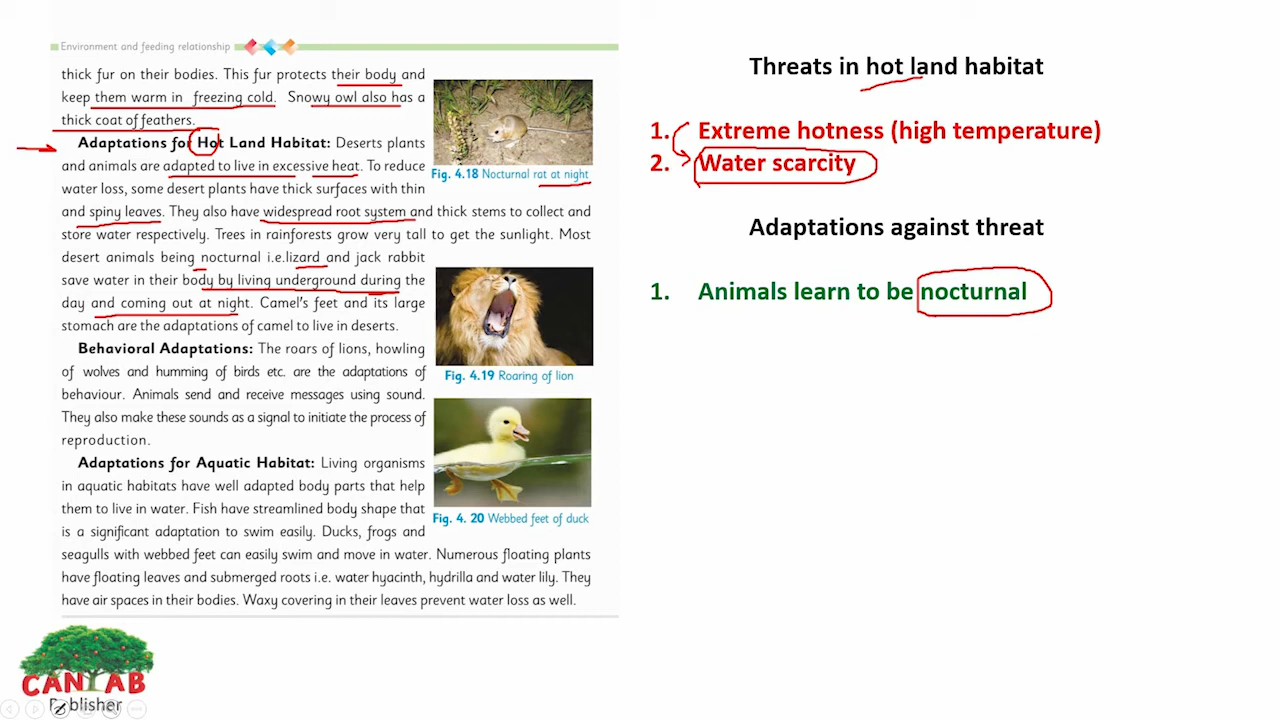 Environment and feeding relationship
thick fur on their bodies. This fur protects their body and
keep them warm in freezing cold. Snowy owl also has a
thick coat of feathers.
Adaptations for Hot Land Habitat: Deserts plants
and animals are adapted to live in excessive heat. To reduce
water loss, some desert plants have thick surfaces with thin
and spiny leaves. They also have widespread root system and thick stems to collect and
store water respectively. Trees in rainforests grow very tall to get the sunlight. Most
desert animals being nocturnal i.e.lizard and jack rabbit
save water in their body by living underground during the
day and coming out at night. Camel's feet and its large
stomach are the adaptations of camel to live in deserts.
Behavioral Adaptations: The roars of lions, howling
of wolves and humming of birds etc. are the adaptations of
behaviour. Animals send and receive messages using sound.
They also make these sounds as a signal to initiate the process of
reproduction.
Adaptations for Aquatic Habitat: Living organisms
in aquatic habitats have well adapted body parts that help
them to live in water. Fish have streamlined body shape that
is a significant adaptation to swim easily. Ducks, frogs and
seagulls with webbed feet can easily swim and move in water. Numerous floating plants
have floating leaves and submerged roots i.e. water hyacinth, hydrilla and water lily. They
have air spaces in their bodies. Waxy covering in their leaves prevent water loss as well.
Fig. 4.18 Nocturnal rat at night
Fig. 4.19 Roaring of lion
Fig. 4. 20 Webbed feet of duck
CANTAB
Publisher
Threats in hot land habitat
1. Extreme hotness (high temperature)
2. Water scarcity
Adaptations against threat
1. Animals learn to be nocturnal